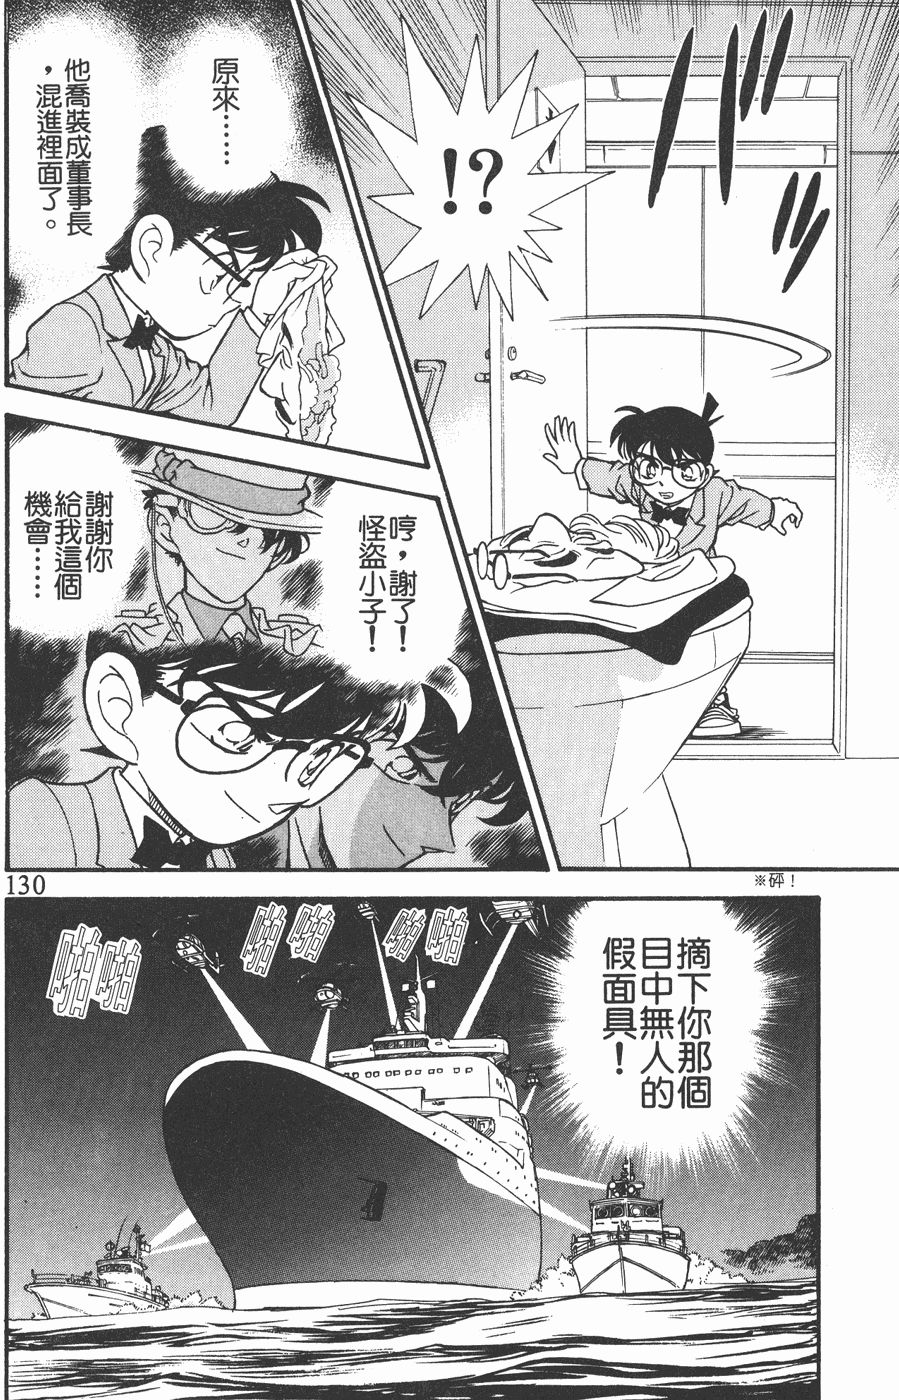 !?
※砰！
原來……
他喬裝成董事長
，混進裡面了。
哼，謝了！
怪盜小子！
謝謝你
給我這個
機會……
130
摘下你那個
目中無人的
假面具！
啪啪
啪啪
啪啪